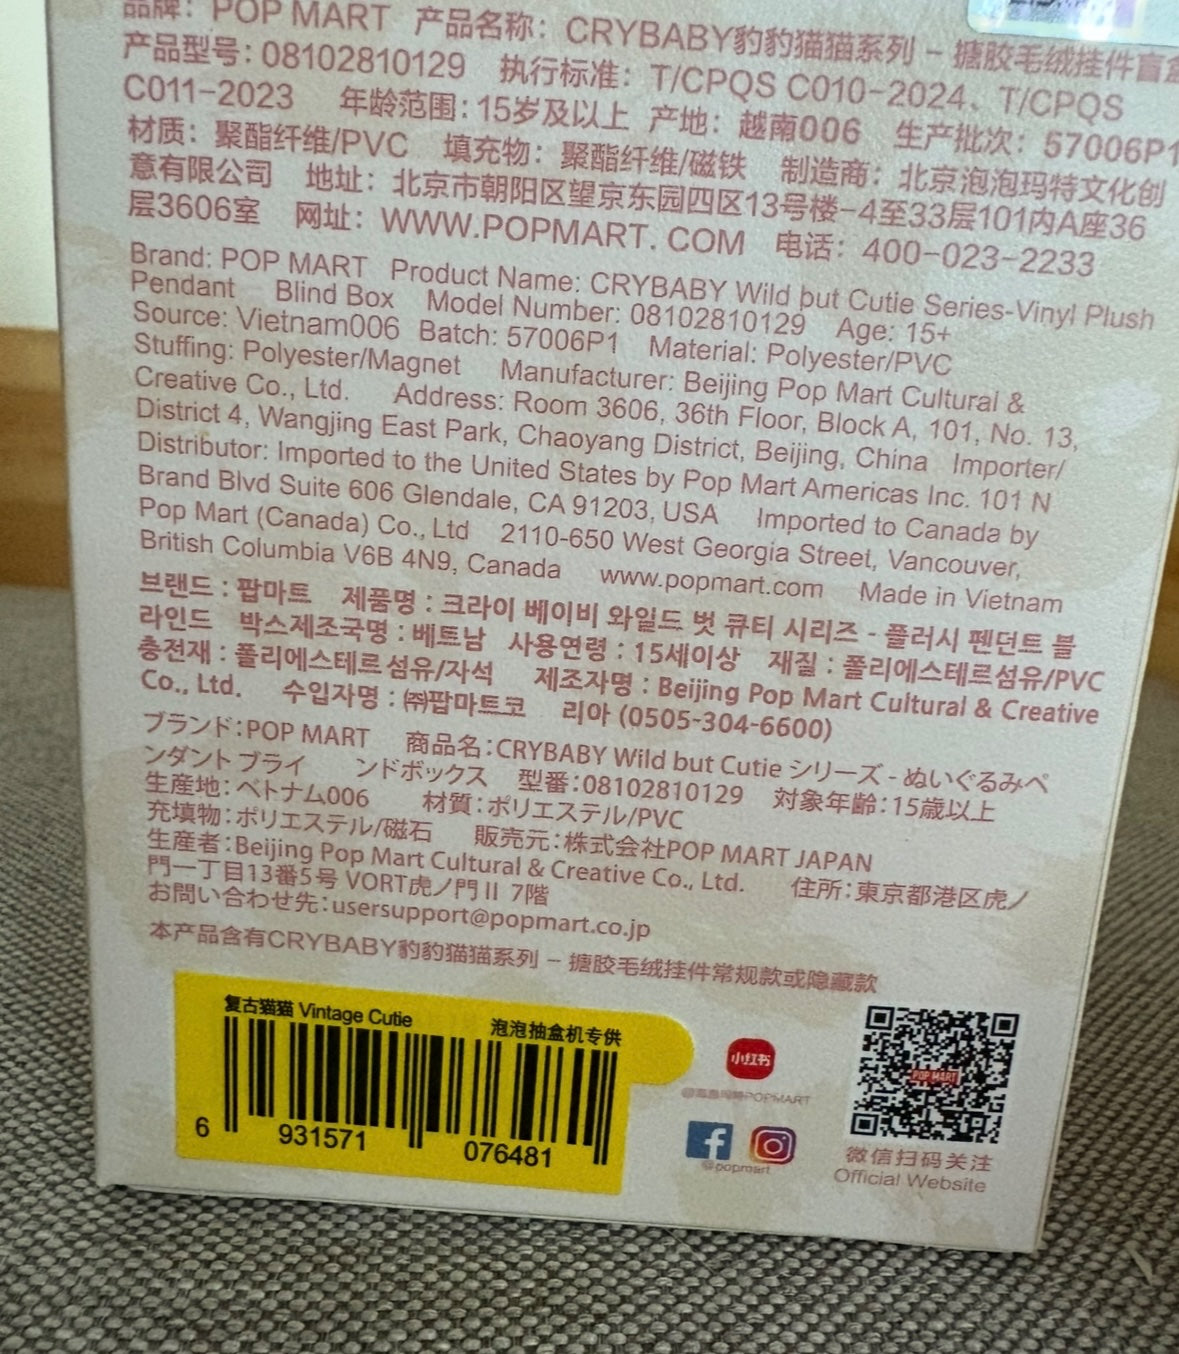 品牌：POP MART 产品名称：CRYBABY豹豹猫猫系列 – 搪胶毛绒挂件盲盒
产品型号：08102810129 执行标准：T/CPQS C010-2024、T/CPQS
C011-2023 年龄范围：15岁及以上 产地：越南006 生产批次：57006P1
材质：聚酯纤维/PVC 填充物：聚酯纤维/磁铁 制造商：北京泡泡玛特文化创
意有限公司 地址：北京市朝阳区望京东园四区13号楼-4至33层101内A座36
层3606室 网址：WWW.POPMART. COM 电话：400-023-2233
Brand: POP MART Product Name: CRYBABY Wild but Cutie Series-Vinyl Plush
Pendant Blind Box Model Number: 08102810129 Age: 15+
Source: Vietnam006 Batch: 57006P1 Material: Polyester/PVC
Stuffing: Polyester/Magnet Manufacturer: Beijing Pop Mart Cultural &
Creative Co., Ltd. Address: Room 3606, 36th Floor, Block A, 101, No. 13,
District 4, Wangjing East Park, Chaoyang District, Beijing, China Importer/
Distributor: Imported to the United States by Pop Mart Americas Inc. 101 N
Brand Blvd Suite 606 Glendale, CA 91203, USA Imported to Canada by
Pop Mart (Canada) Co., Ltd 2110-650 West Georgia Street, Vancouver,
British Columbia V6B 4N9, Canada www.popmart.com Made in Vietnam
브랜드 : 팝마트 제품명 : 크라이 베이비 와일드 벗 큐티 시리즈 - 플러시 펜던트 블
라인드 박스제조국명 : 베트남 사용연령 : 15세이상 재질 : 폴리에스테르섬유/PVC
충전재 : 폴리에스테르섬유/자석 제조자명 : Beijing Pop Mart Cultural & Creative
Co., Ltd. 수입자명 : ㈜팝마트코 리아 (0505-304-6600)
ブランド：POP MART 商品名：CRYBABY Wild but Cutie シリーズ - ぬいぐるみペ
ンダント ブライ ンドボックス 型番：08102810129 対象年齢：15歳以上
生産地：ベトナム006 材質：ポリエステル/PVC
充填物：ポリエステル/磁石 販売元：株式会社POP MART JAPAN
生産者：Beijing Pop Mart Cultural & Creative Co., Ltd. 住所：東京都港区虎ノ
門一丁目13番5号 VORT虎ノ門II 7階
お問い合わせ先：usersupport@popmart.co.jp
本产品含有CRYBABY豹豹猫猫系列 – 搪胶毛绒挂件常规款或隐藏款
复古猫猫 Vintage Cutie 泡泡抽盒机专供
6 931571 076481
小红书
@泡泡玛特POPMART
@popmart
POP MART
微信扫码关注
Official Website